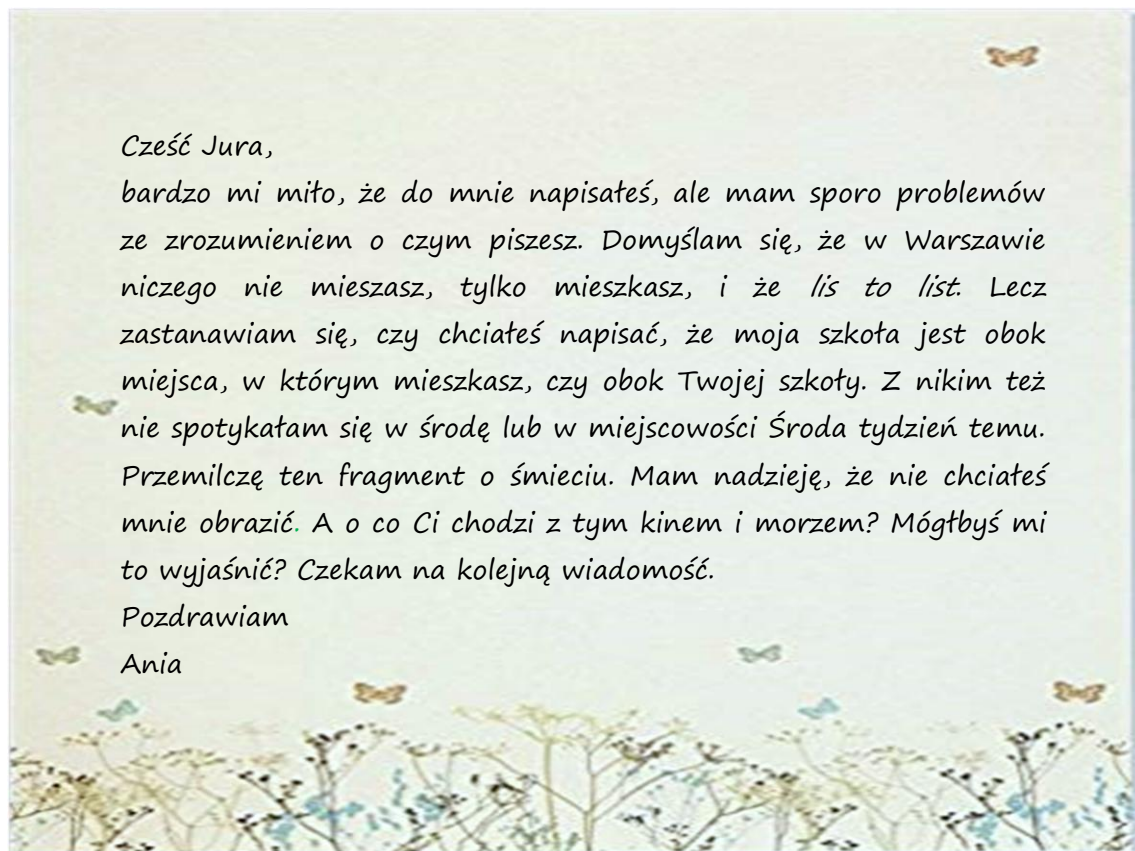 Cześć Jura,
bardzo mi miło, że do mnie napisałeś, ale mam sporo problemów
ze zrozumieniem o czym piszesz. Domyślam się, że w Warszawie
niczego nie mieszasz, tylko mieszkasz, i że lis to list. Lecz
zastanawiam się, czy chciałeś napisać, że moja szkoła jest obok
miejsca, w którym mieszkasz, czy obok Twojej szkoły. Z nikim też
nie spotykałam się w środę lub w miejscowości Środa tydzień temu.
Przemilczę ten fragment o śmieciu. Mam nadzieję, że nie chciałeś
mnie obrazić. A o co Ci chodzi z tym kinem i morzem? Mógłbyś mi
to wyjaśnić? Czekam na kolejną wiadomość.
Pozdrawiam
Ania